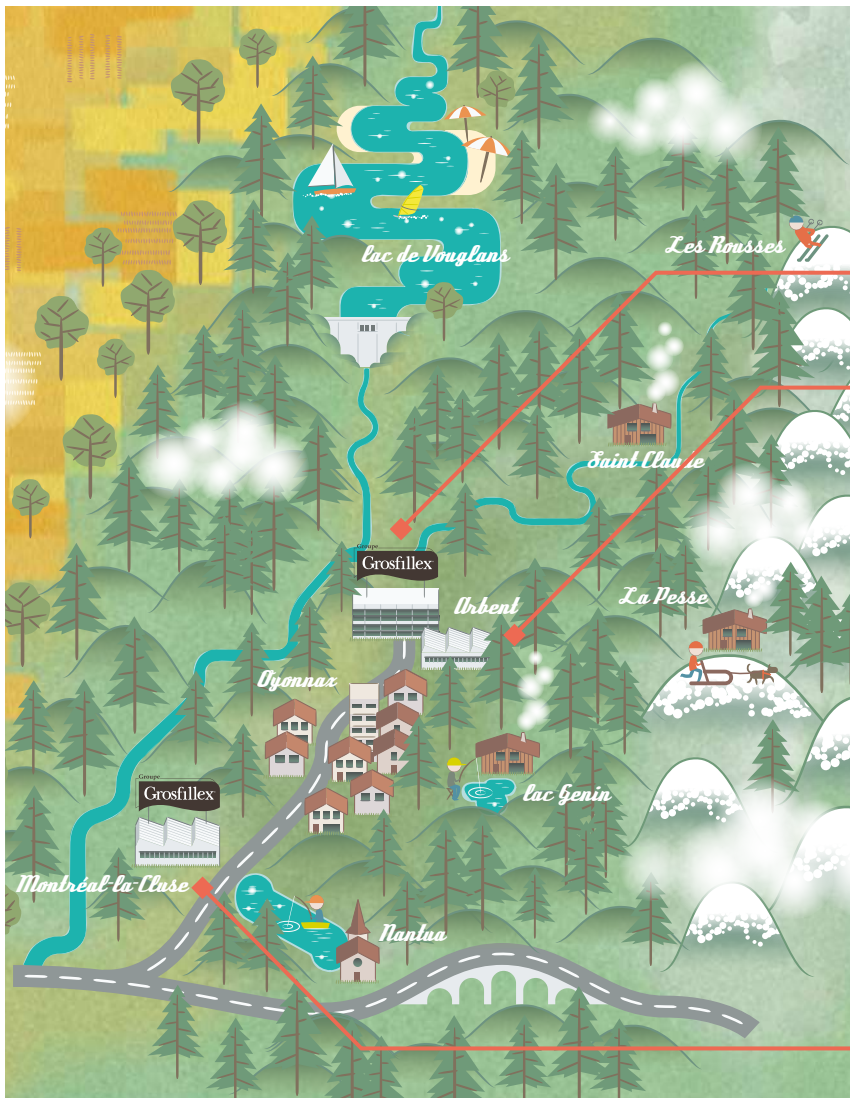 lac de Vouglans
Les Rousses
Saint Claude
Groupe
Grosfillex
Arbent
La Pesse
Oyonnax
Groupe
Grosfillex
lac Genin
Montréal-la-Cluse
Nantua